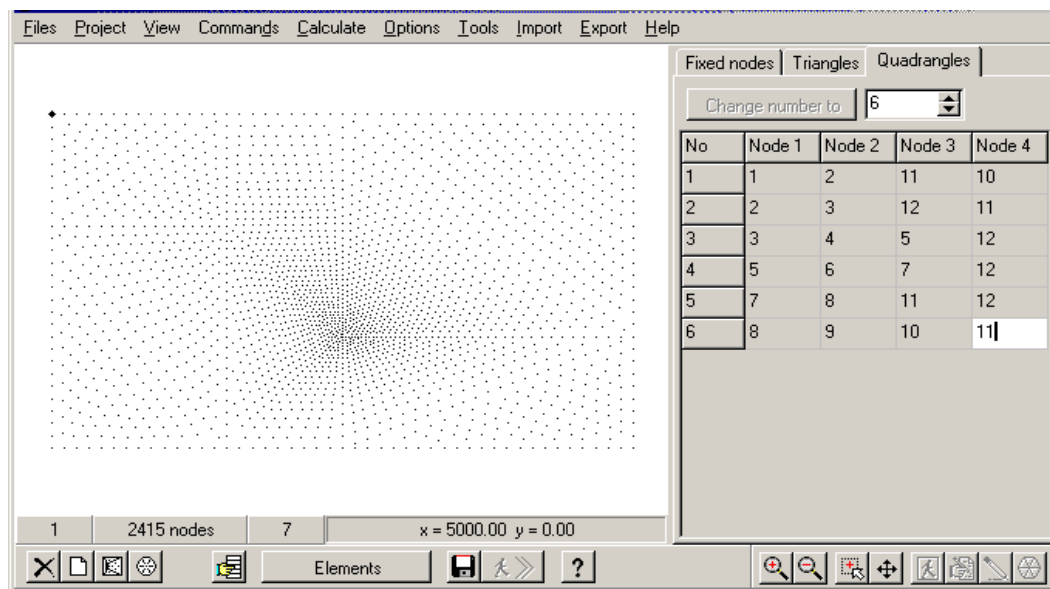 Files Project View Commands Calculate Options Tools Import Export Help
Fixed nodes Triangles Quadrangles
Change number to 6
No Node 1 Node 2 Node 3 Node 4
1 1 2 11 10
2 2 3 12 11
3 3 4 5 12
4 5 6 7 12
5 7 8 11 12
6 8 9 10 11
1 2415 nodes 7 x = 5000.00 y = 0.00
Elements ?